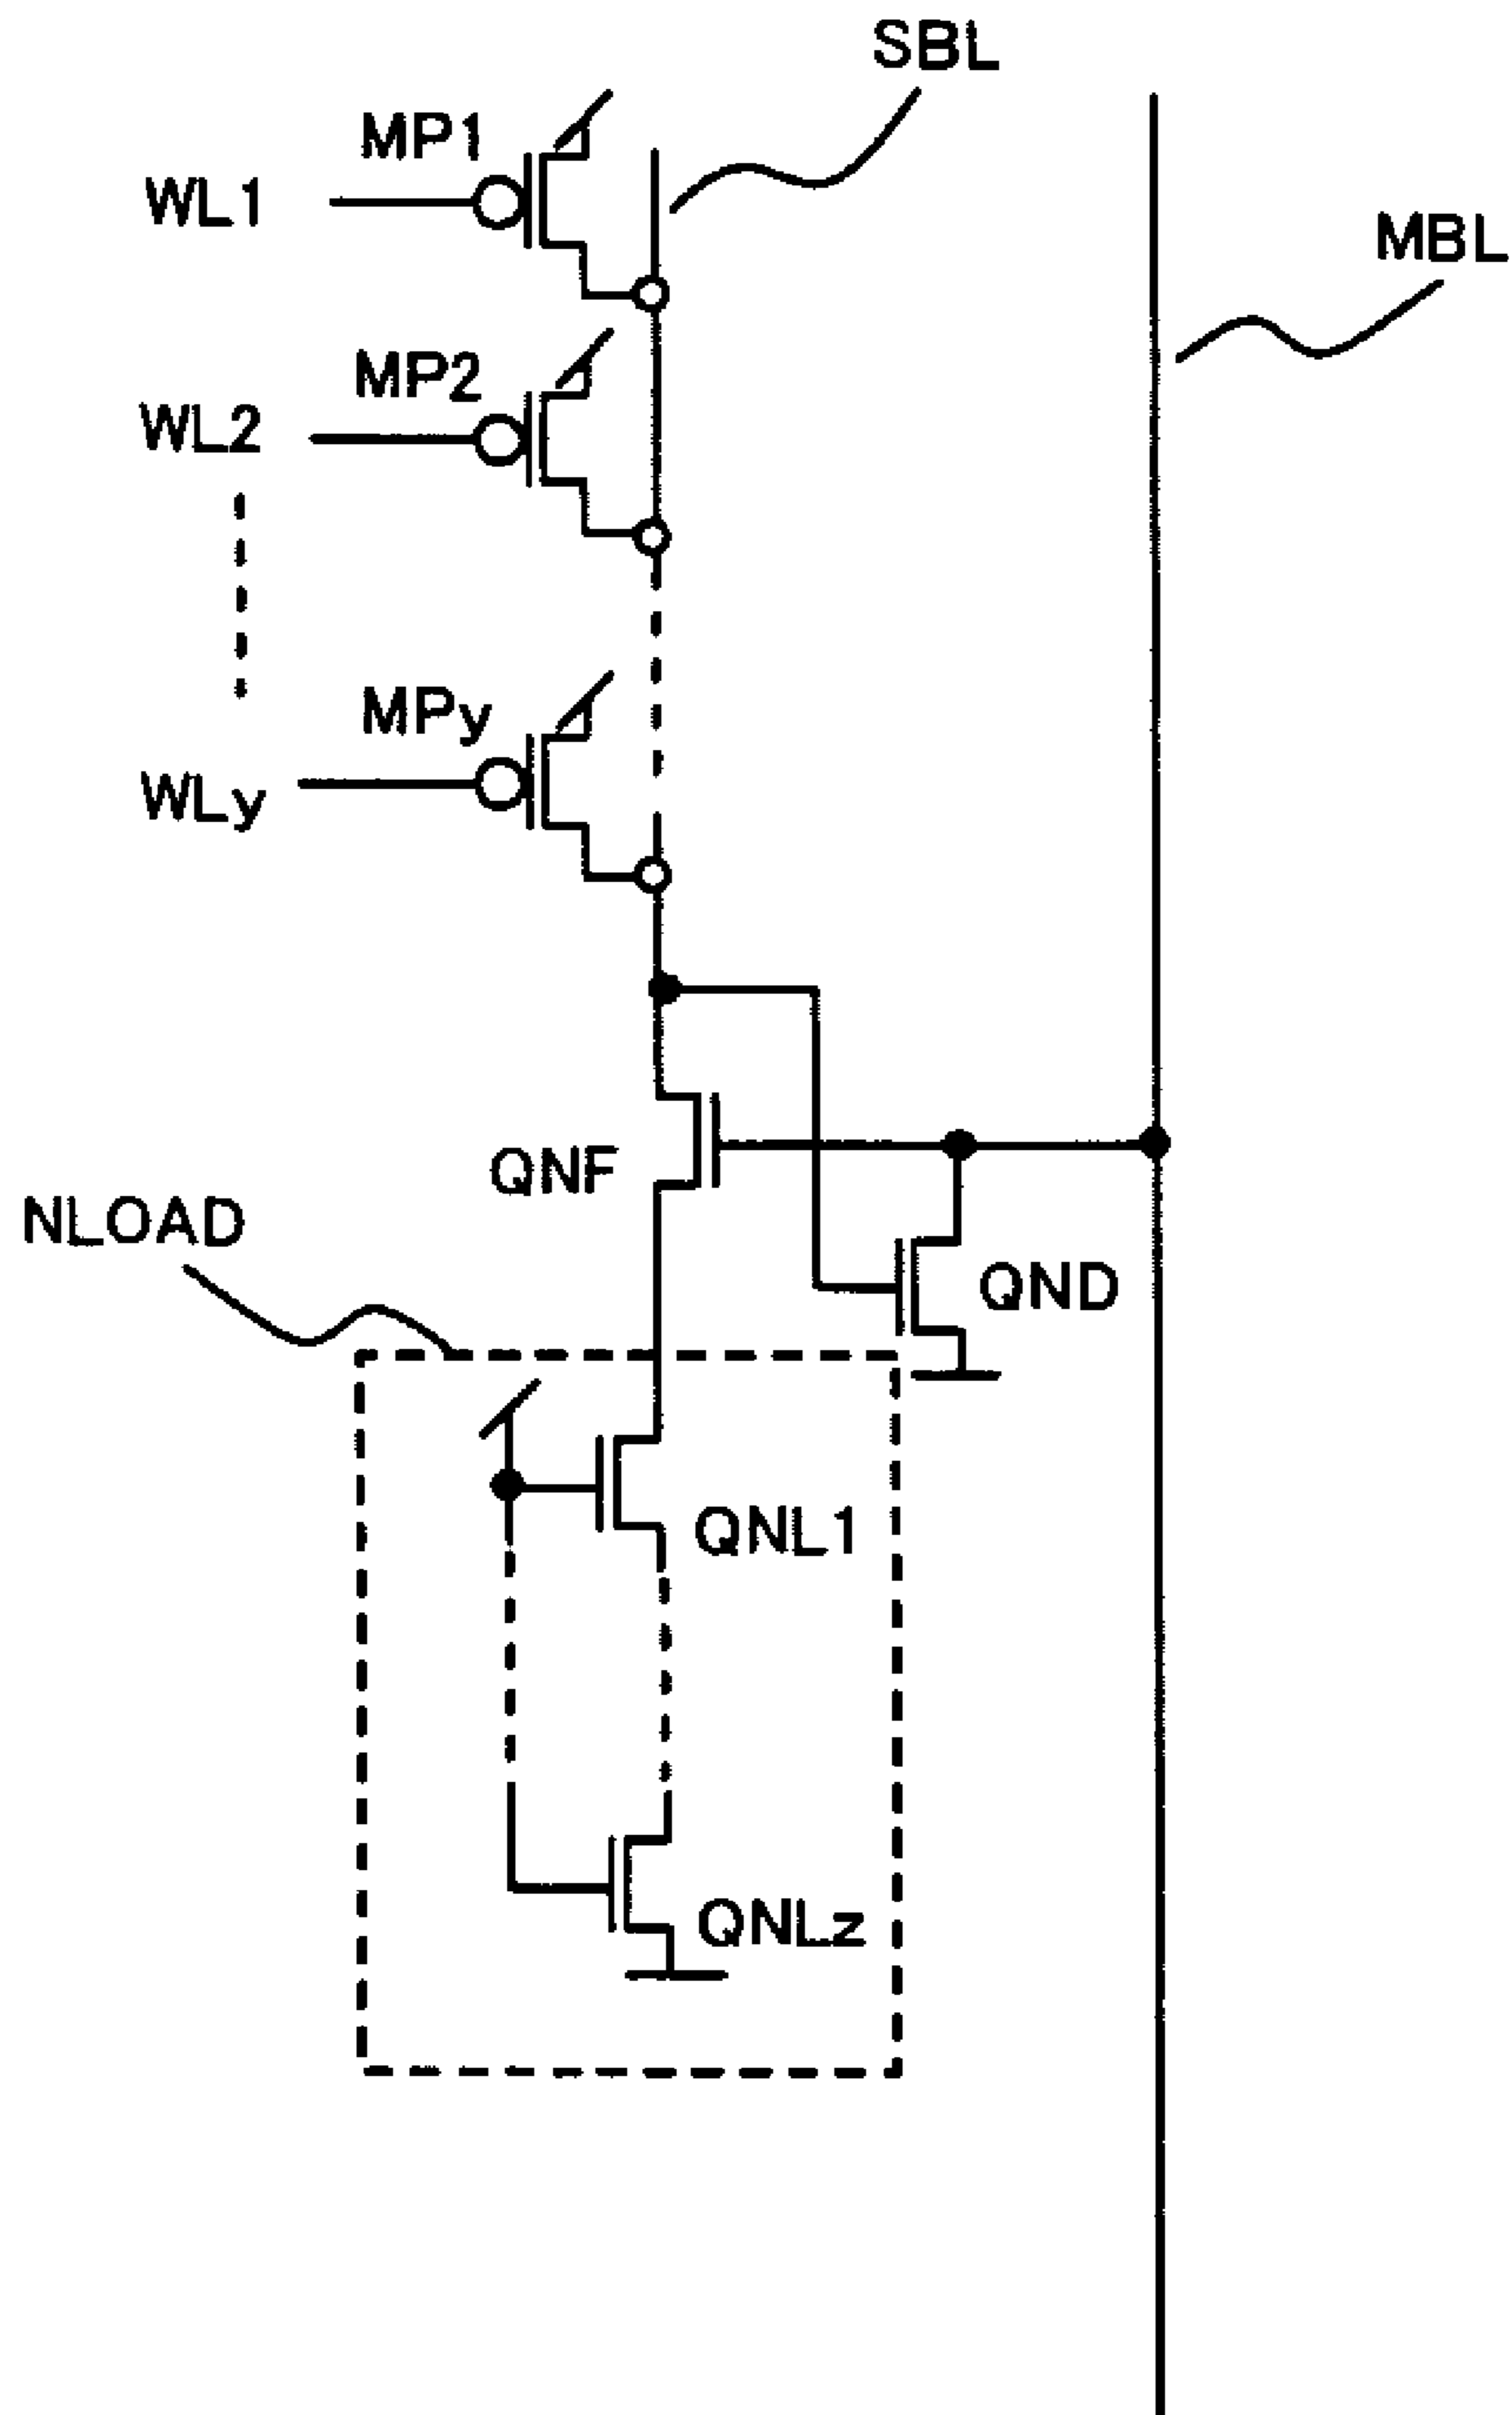 SBL
MP1
WL1
MBL
MP2
WL2
MPy
WLy
QNF
NLOAD
QND
QNL1
QNLz